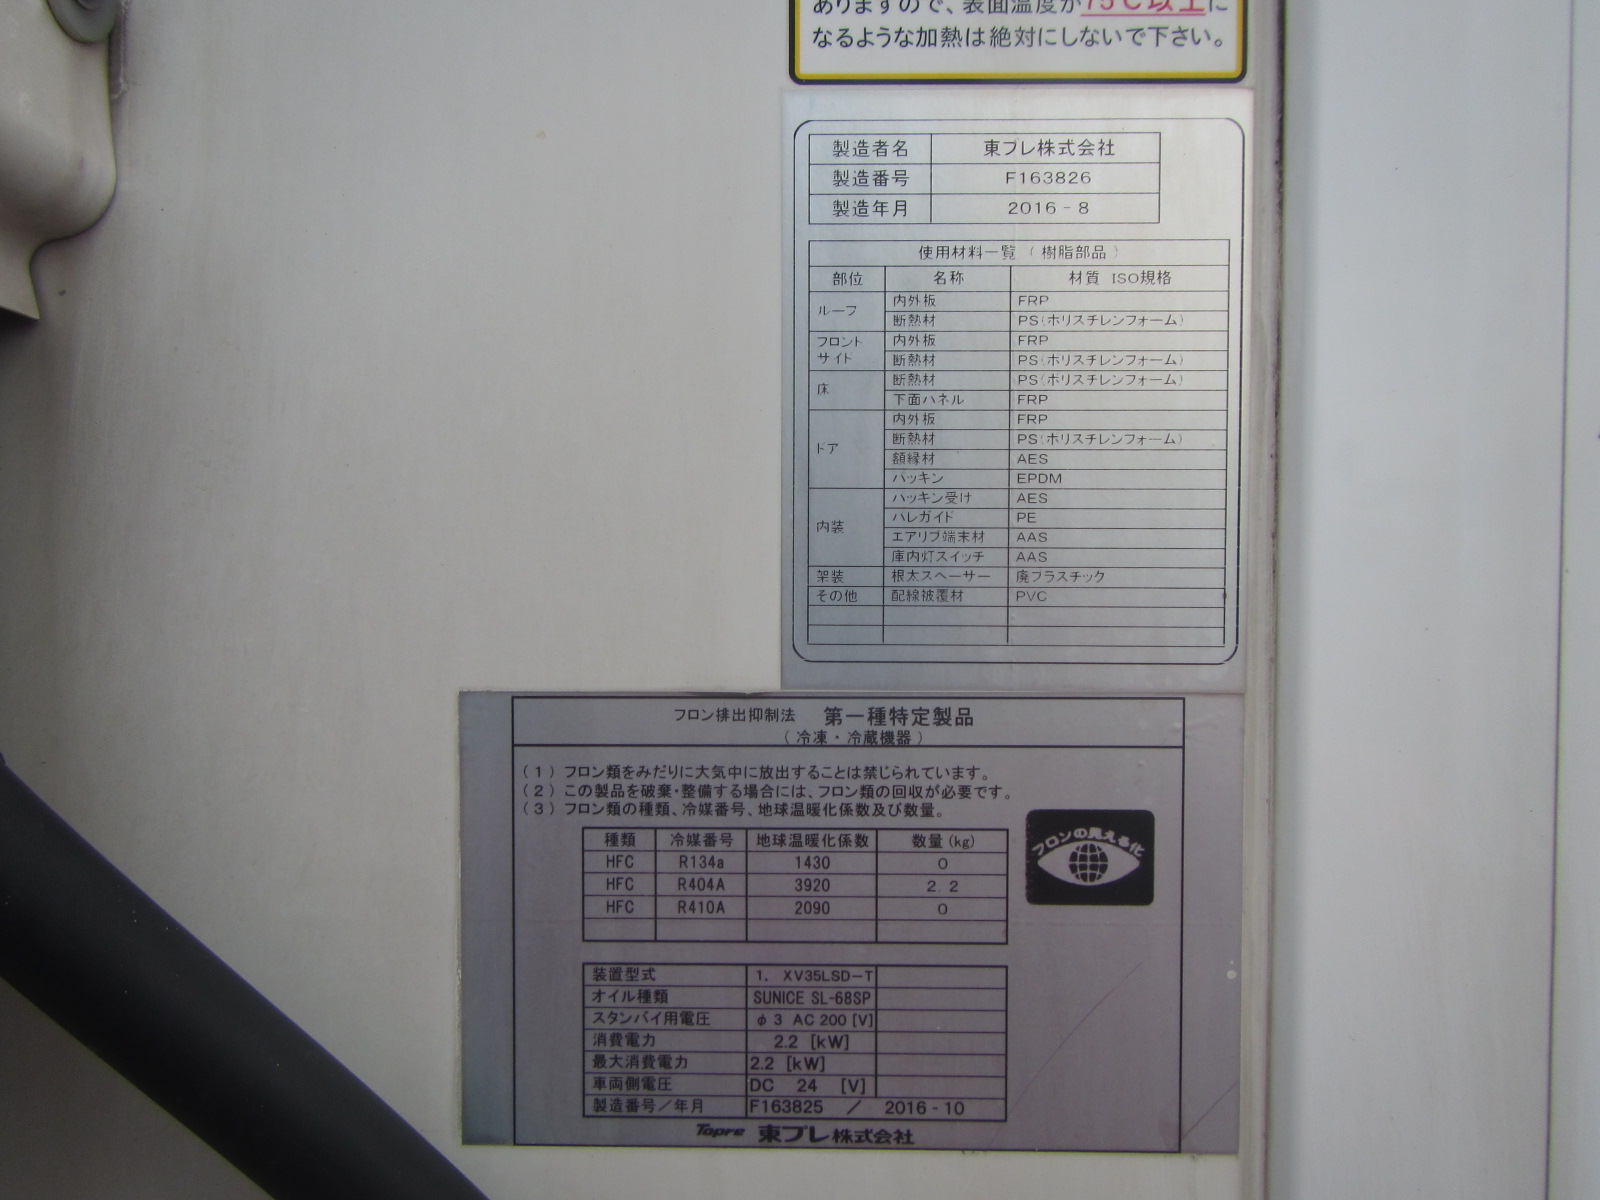 ありますので、表面温度が75℃以上に
なるような加熱は絶対にしないで下さい。
製造者名 東プレ株式会社
製造番号 F163826
製造年月 2016 - 8
使用材料一覧 （ 樹脂部品 ）
部位 名称 材質 ISO規格
ルーフ 内外板 FRP
断熱材 PS(ポリスチレンフォーム)
フロント サイド 内外板 FRP
断熱材 PS(ポリスチレンフォーム)
床 断熱材 PS(ポリスチレンフォーム)
下面パネル FRP
ドア 内外板 FRP
断熱材 PS(ポリスチレンフォーム)
額縁材 AES
パッキン EPDM
内装 パッキン受け AES
ハレガイド PE
エアリブ端末材 AAS
庫内灯スイッチ AAS
架装 根太スペーサー 廃プラスチック
その他 配線被覆材 PVC
フロン排出抑制法 第一種特定製品
（ 冷凍・冷蔵機器 ）
（1）フロン類をみだりに大気中に放出することは禁じられています。
（2）この製品を破棄・整備する場合には、フロン類の回収が必要です。
（3）フロン類の種類、冷媒番号、地球温暖化係数及び数量。
種類 冷媒番号 地球温暖化係数 数量(kg)
HFC R134a 1430 0
HFC R404A 3920 2.2
HFC R410A 2090 0
フロンの見える化
装置型式 1. XV35LSD-T
オイル種類 SUNICE SL-68SP
スタンバイ用電圧 φ3 AC 200 [V]
消費電力 2.2 [kW]
最大消費電力 2.2 [kW]
車両側電圧 DC 24 [V]
製造番号／年月 F163825 ／ 2016 - 10
Topre 東プレ株式会社